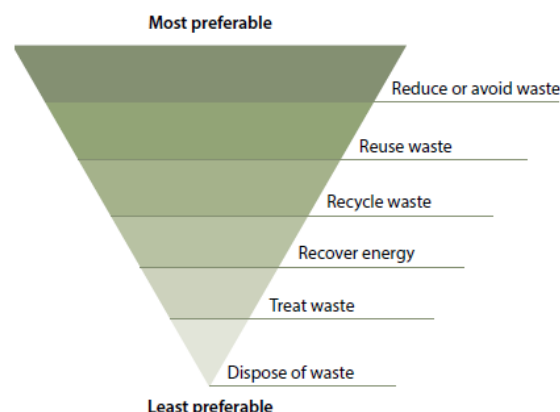 Most preferable
Reduce or avoid waste
Reuse waste
Recycle waste
Recover energy
Treat waste
Dispose of waste
Least preferable